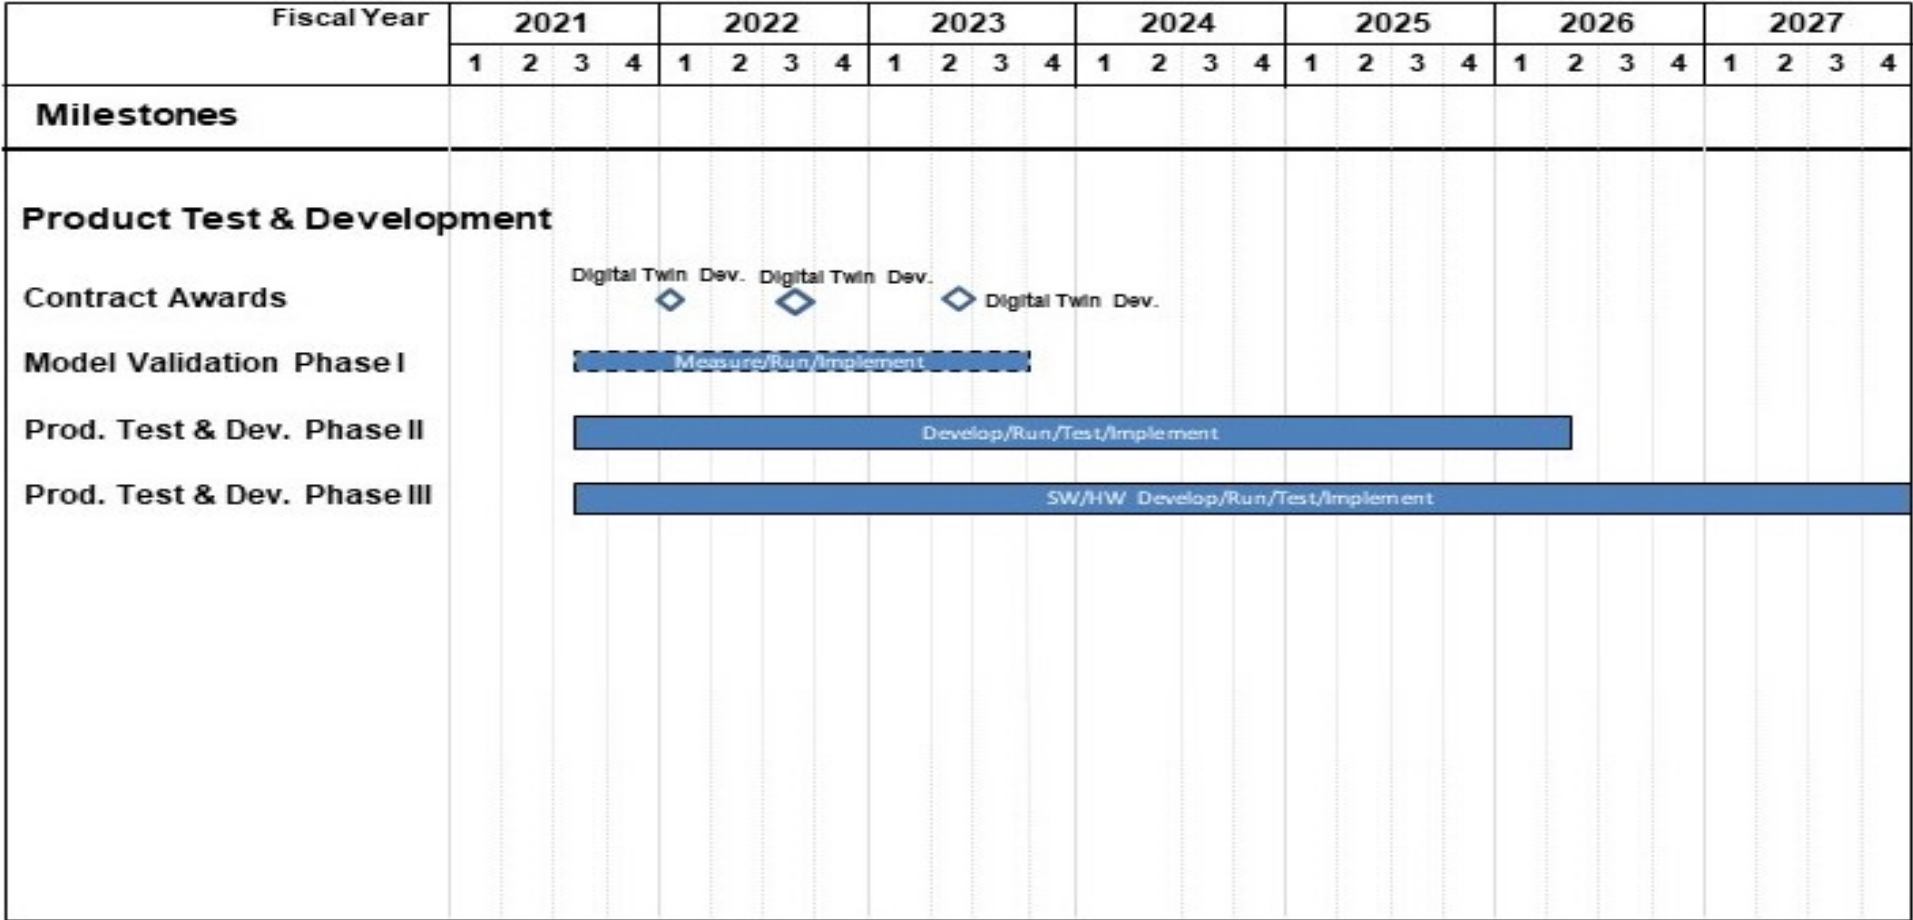 Fiscal Year 2021 2022 2023 2024 2025 2026 2027
1 2 3 4 1 2 3 4 1 2 3 4 1 2 3 4 1 2 3 4 1 2 3 4 1 2 3 4
Milestones
Product Test & Development
Digital Twin Dev. Digital Twin Dev.
Contract Awards Digital Twin Dev.
Model Validation Phase I Measure/Run/Implement
Prod. Test & Dev. Phase II Develop/Run/Test/Implement
Prod. Test & Dev. Phase III SW/HW Develop/Run/Test/Implement